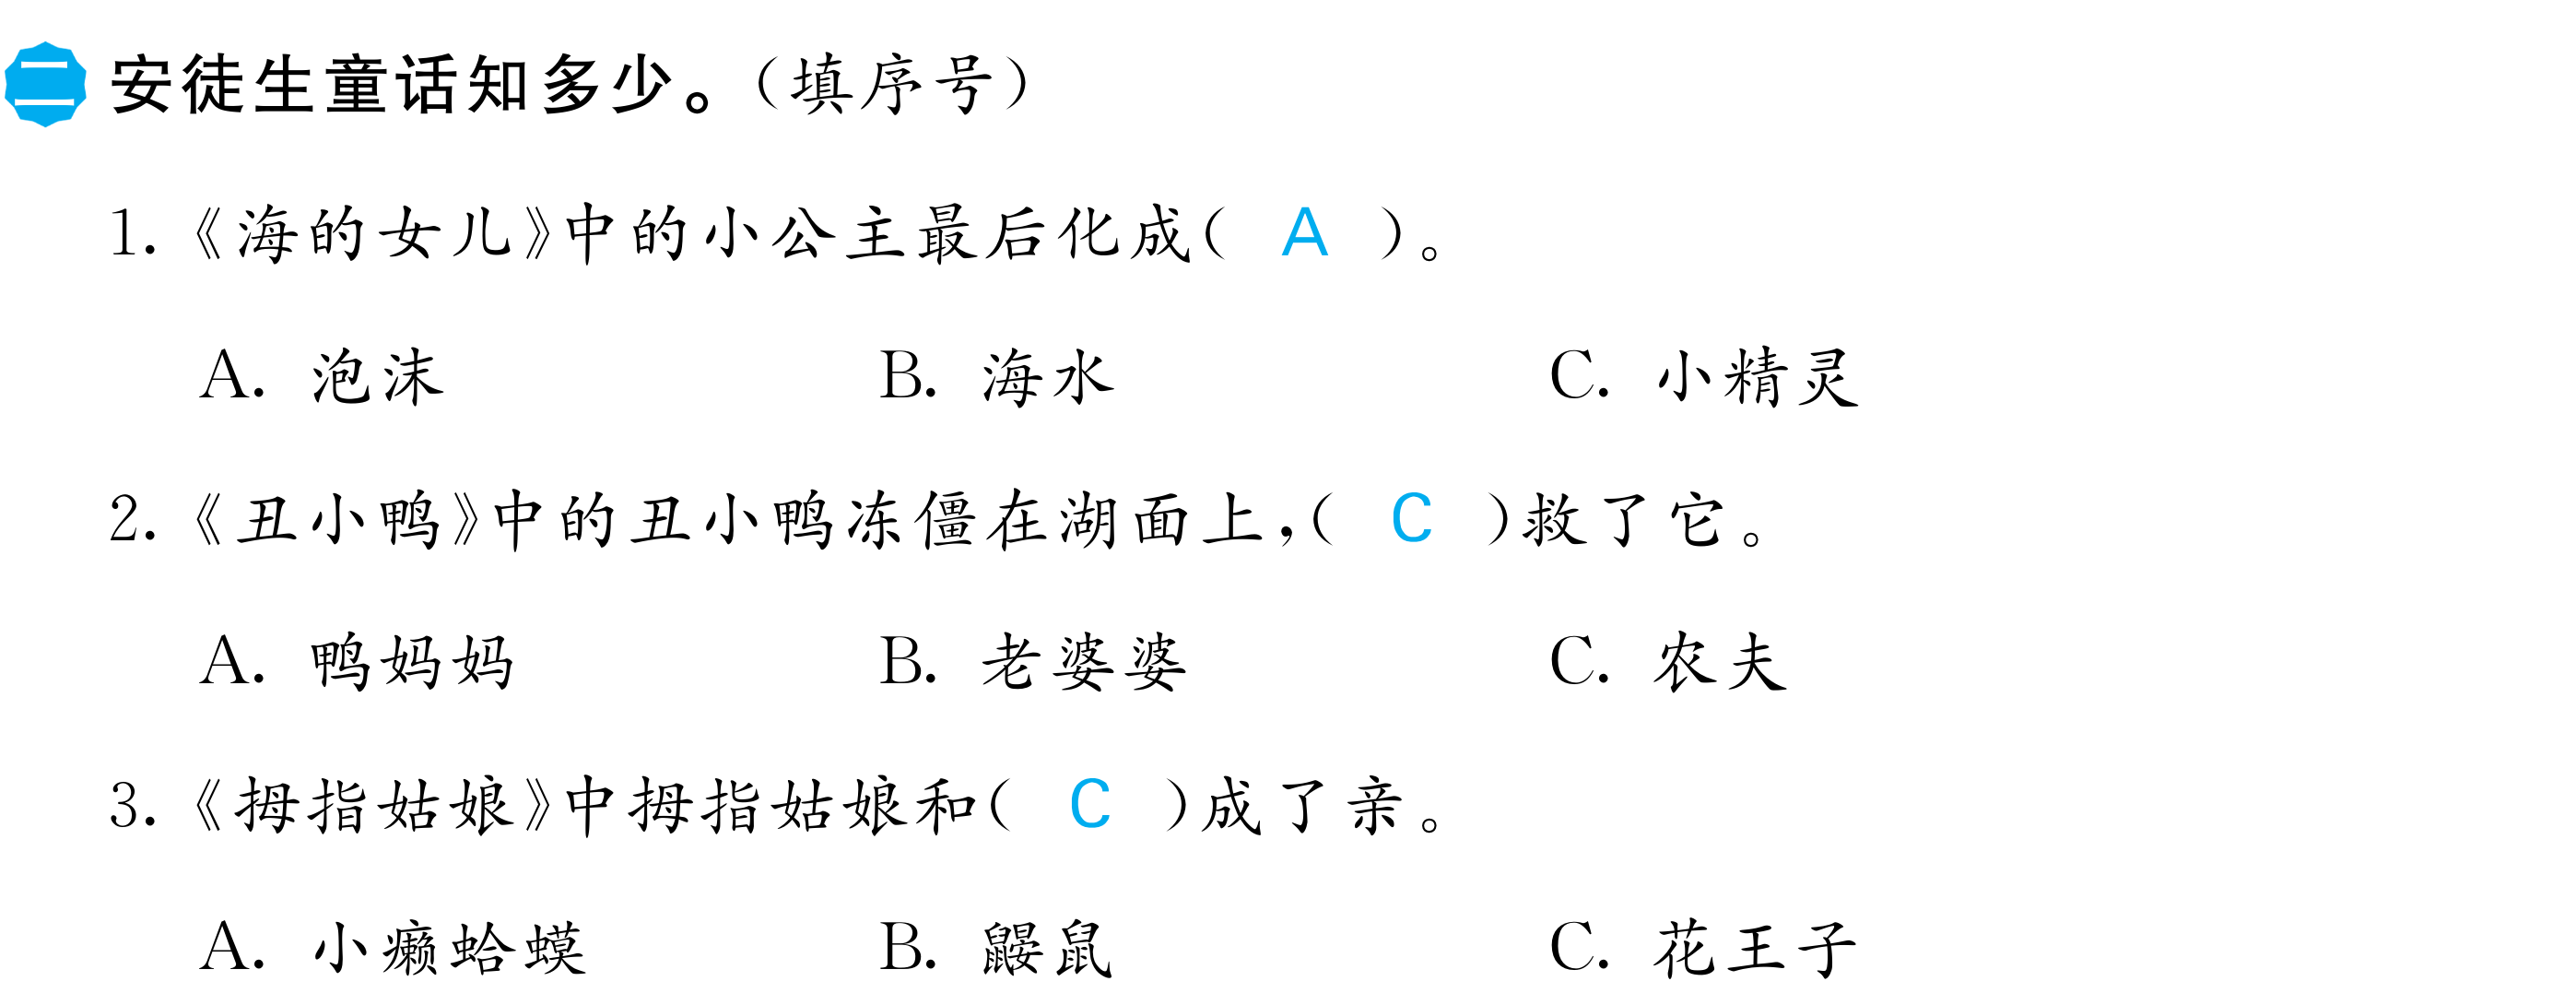 二 安徒生童话知多少。（填序号）
1.《海的女儿》中的小公主最后化成( A )。
A. 泡沫 B. 海水 C. 小精灵
2.《丑小鸭》中的丑小鸭冻僵在湖面上,( C )救了它。
A. 鸭妈妈 B. 老婆婆 C. 农夫
3.《拇指姑娘》中拇指姑娘和( C )成了亲。
A. 小癞蛤蟆 B. 鼹鼠 C. 花王子